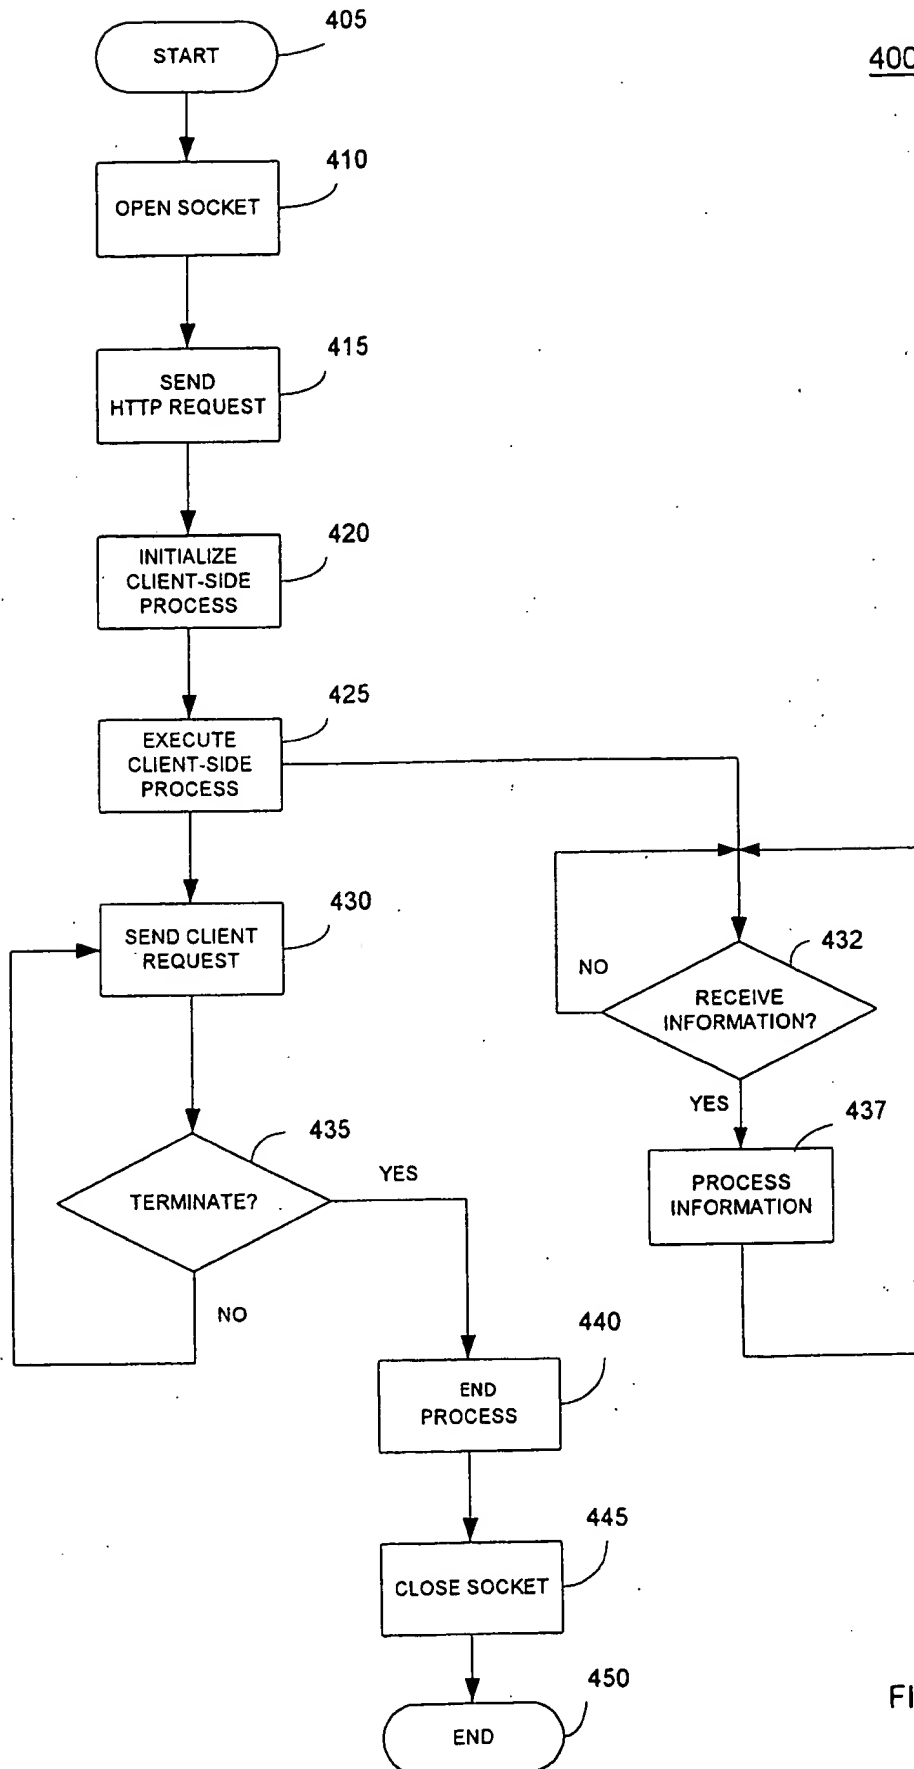 START
405
400
OPEN SOCKET
410
SEND
HTTP REQUEST
415
INITIALIZE
CLIENT-SIDE
PROCESS
420
EXECUTE
CLIENT-SIDE
PROCESS
425
SEND CLIENT
REQUEST
430
RECEIVE
INFORMATION?
432
NO
YES
TERMINATE?
435
YES
NO
PROCESS
INFORMATION
437
END
PROCESS
440
CLOSE SOCKET
445
END
450
FI